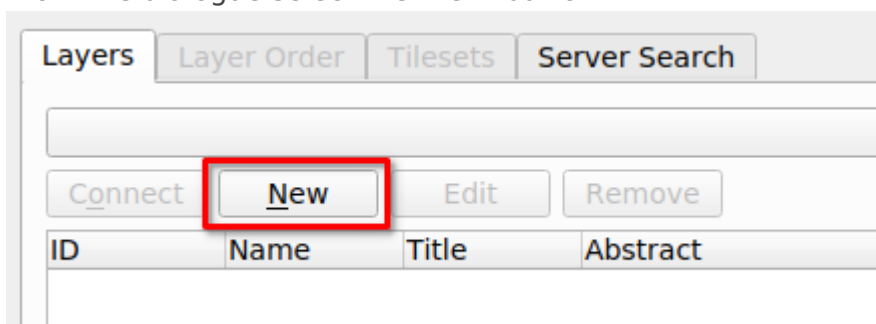 Layers Layer Order Tilesets Server Search
Connect New Edit Remove
ID Name Title Abstract